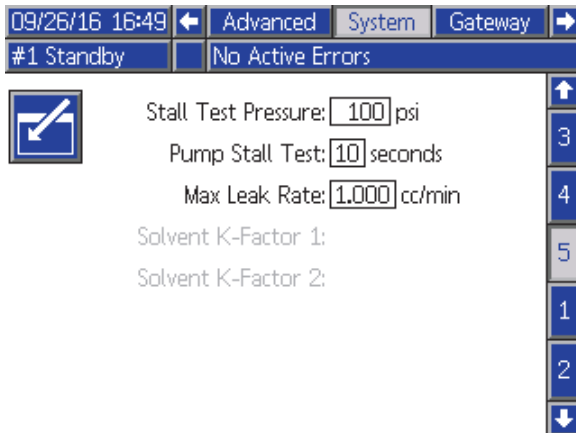 09/26/16 16:49 Advanced System Gateway
#1 Standby No Active Errors
Stall Test Pressure: 100 psi
Pump Stall Test: 10 seconds
Max Leak Rate: 1.000 cc/min
Solvent K-Factor 1:
Solvent K-Factor 2:
3
4
5
1
2